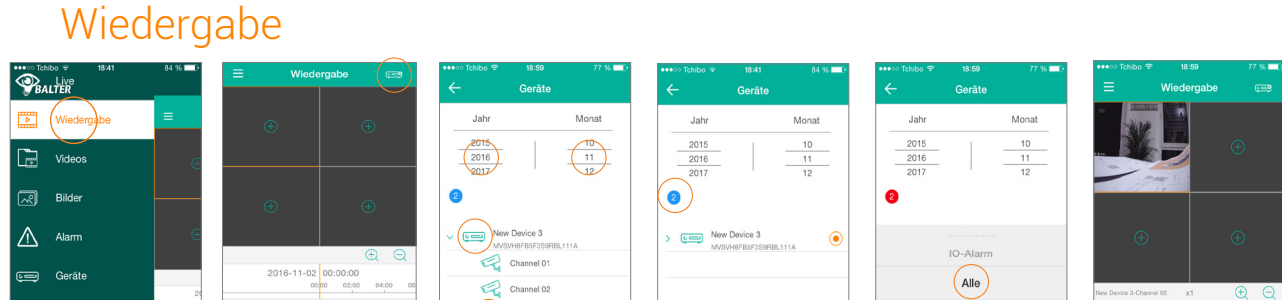 Wiedergabe
Tchibo 18:41 84 %
Live
BALTER
Wiedergabe
Videos
Bilder
Alarm
Geräte
20
Wiedergabe
2016-11-02 00:00:00
00:00 02:00 04:00 06
Tchibo 18:59 77 %
Geräte
Jahr Monat
2015 10
2016 11
2017 12
2
New Device 3
MVSVH8FB5F3S9RBL111A
Channel 01
Channel 02
Tchibo 18:41 84 %
Geräte
Jahr Monat
2015 10
2016 11
2017 12
2
New Device 3
MVSVH8FB5F3S9RBL111A
Tchibo 18:59 77 %
Geräte
Jahr Monat
2015 10
2016 11
2017 12
2
IO-Alarm
Alle
Tchibo 18:59 77 %
Wiedergabe
New Device 3-Channel 03 x1